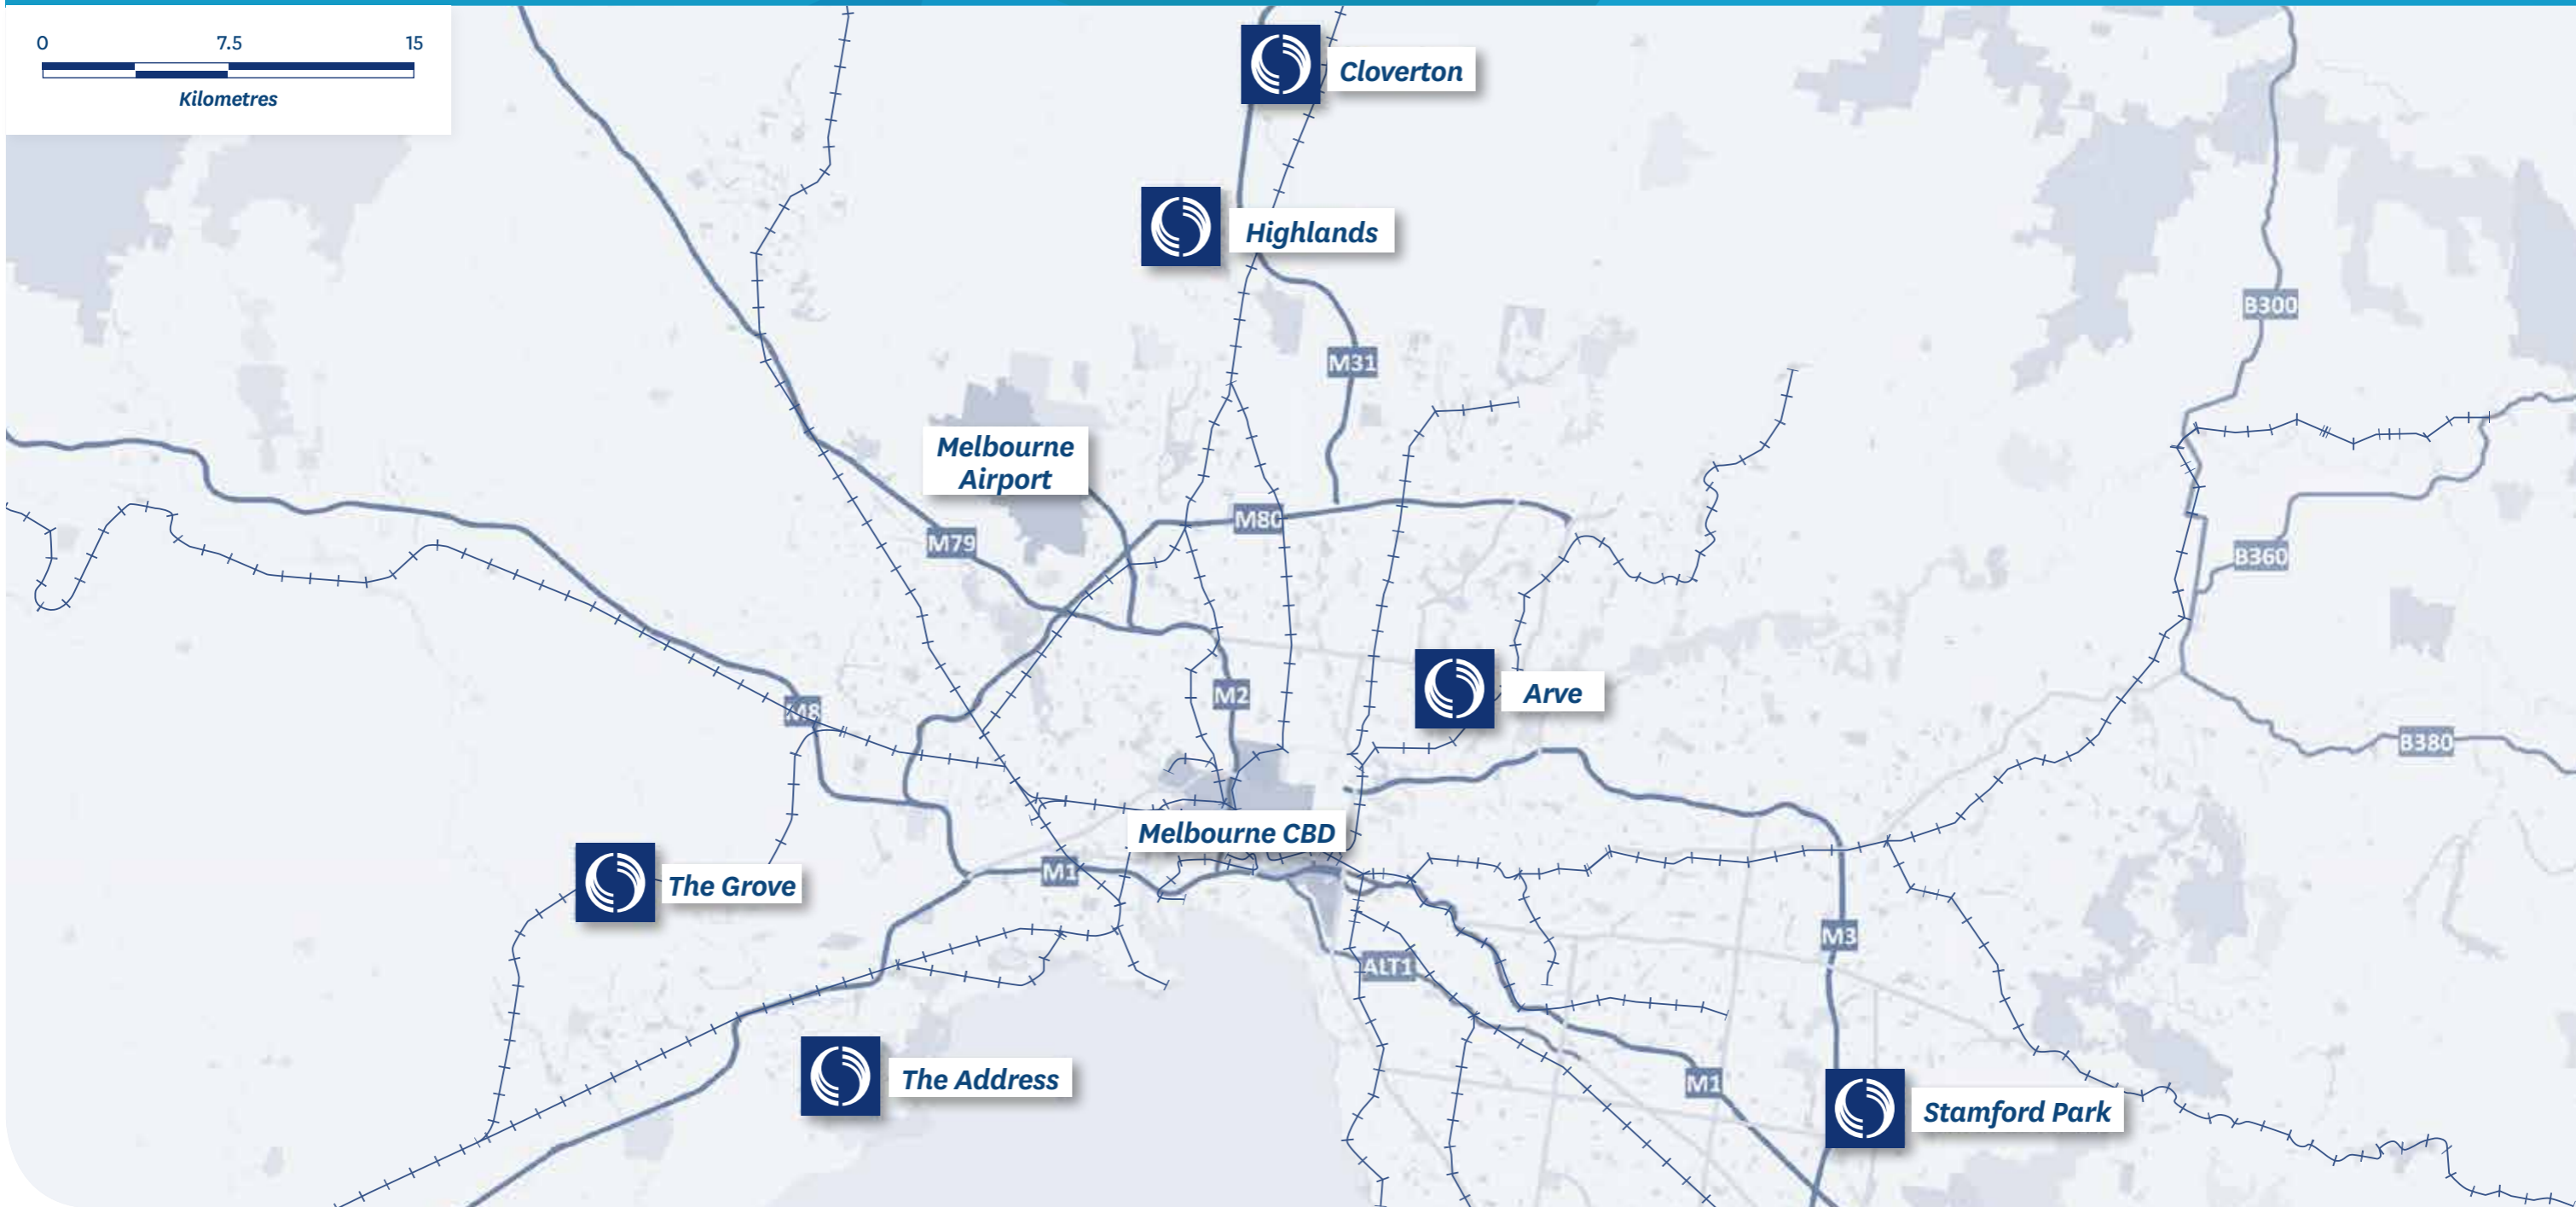 0 7.5 15
Kilometres
Cloverton
Highlands
B300
M31
Melbourne
Airport
M80
M79
B360
Arve
M2
M8
B380
Melbourne CBD
M1
The Grove
M3
ALT1
The Address
M1
Stamford Park